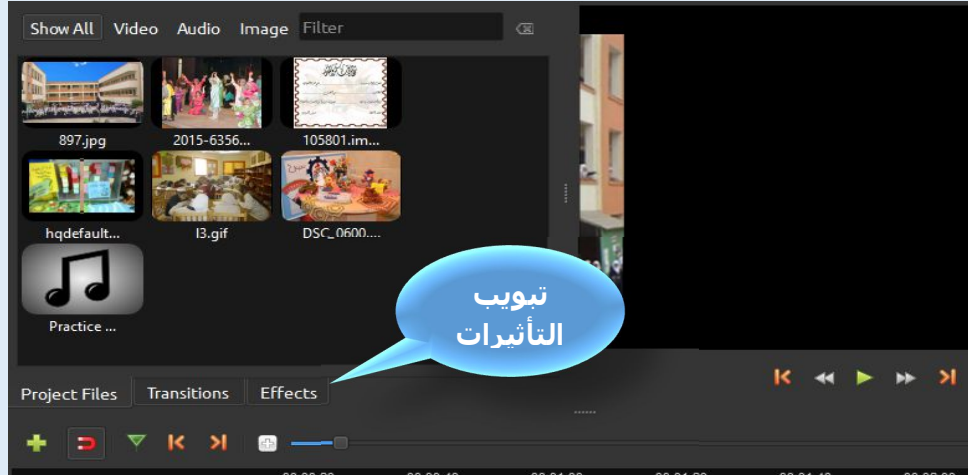 Show All Video Audio Image Filter
897.jpg 2015-6356... 105801.im...
hqdefault... l3.gif DSC_0600....
Practice ...
تبويب
التأثيرات
Project Files Transitions Effects